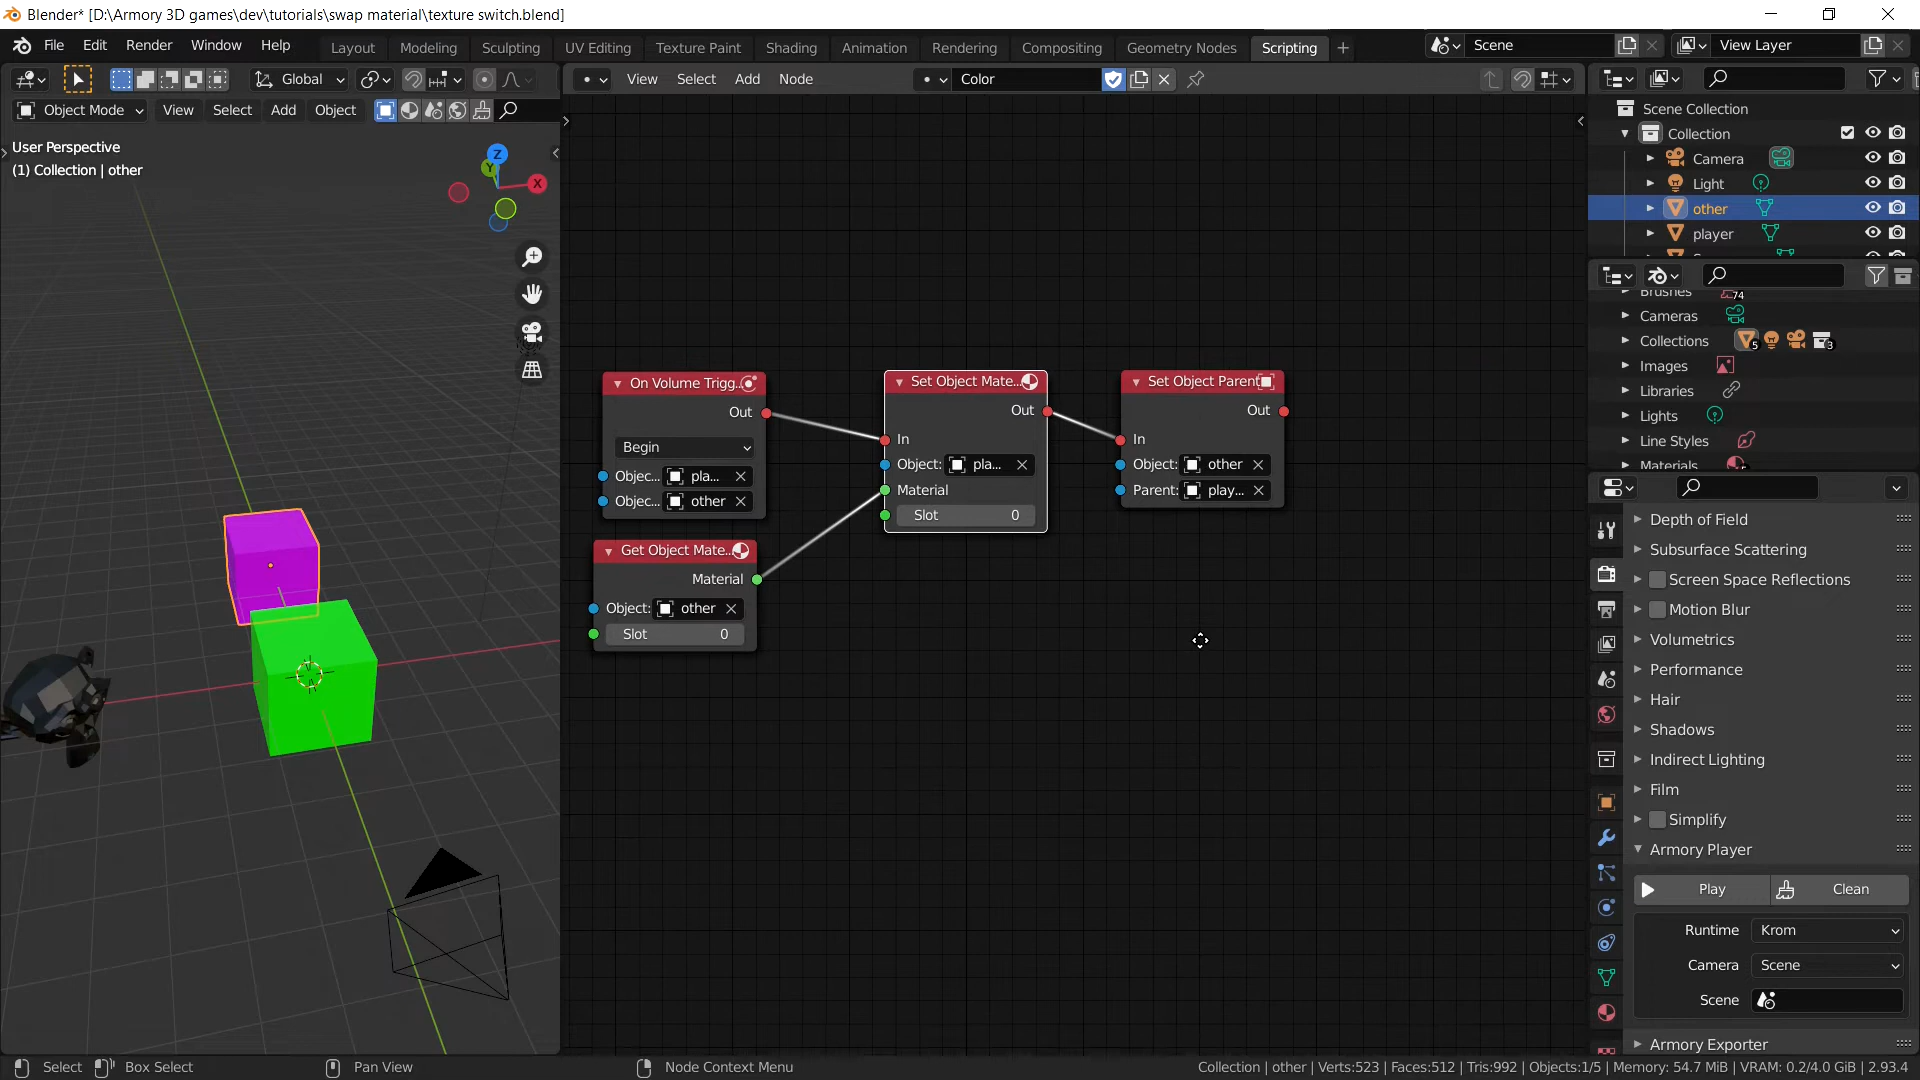 Blender* [D:\Armory 3D games\dev\tutorials\swap material\texture switch.blend]
File Edit Render Window Help Layout Modeling Sculpting UV Editing Texture Paint Shading Animation Rendering Compositing Geometry Nodes Scripting Scene View Layer
Global View Select Add Node Color
Object Mode View Select Add Object
User Perspective
(1) Collection | other
Z
Y
X
Scene Collection
Collection
Camera
Light
other
player
Brushes 74
Cameras
Collections 5 3
Images
Libraries
Lights
Line Styles
Materials
On Volume Trigg..
Out
Begin
Objec... pla...
Objec... other
Get Object Mate..
Material
Object: other
Slot 0
Set Object Mate...
Out
In
Object: pla...
Material
Slot 0
Set Object Parent
Out
In
Object: other
Parent: play...
Depth of Field
Subsurface Scattering
Screen Space Reflections
Motion Blur
Volumetrics
Performance
Hair
Shadows
Indirect Lighting
Film
Simplify
Armory Player
Play Clean
Runtime Krom
Camera Scene
Scene
Armory Exporter
Select Box Select Pan View Node Context Menu Collection | other | Verts:523 | Faces:512 | Tris:992 | Objects:1/5 | Memory: 54.7 MiB | VRAM: 0.2/4.0 GiB | 2.93.4